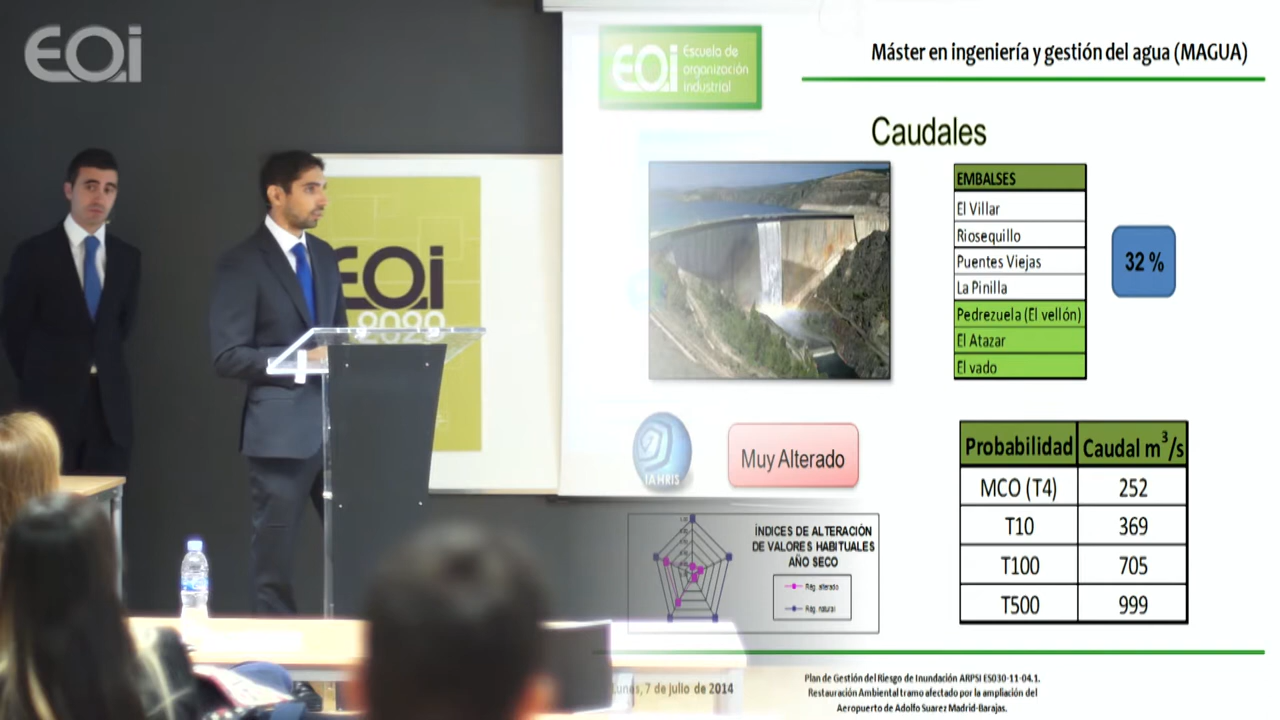 EOi
EOi
2020
EOi Escuela de
organización
industrial
Máster en ingeniería y gestión del agua (MAGUA)
Caudales
EMBALSES
El Villar
Riosequillo
Puentes Viejas
La Pinilla
Pedrezuela (El vellón)
El Atazar
El vado
32 %
IAHRIS
Muy Alterado
ÍNDICES DE ALTERACIÓN
DE VALORES HABITUALES
AÑO SECO
Rég. alterado
Rég. natural
Probabilidad Caudal m³/s
MCO (T4) 252
T10 369
T100 705
T500 999
Lunes, 7 de julio de 2014
Plan de Gestión del Riesgo de Inundación ARPSI ES030-11-04.1.
Restauración Ambiental tramo afectado por la ampliación del
Aeropuerto de Adolfo Suarez Madrid-Barajas.